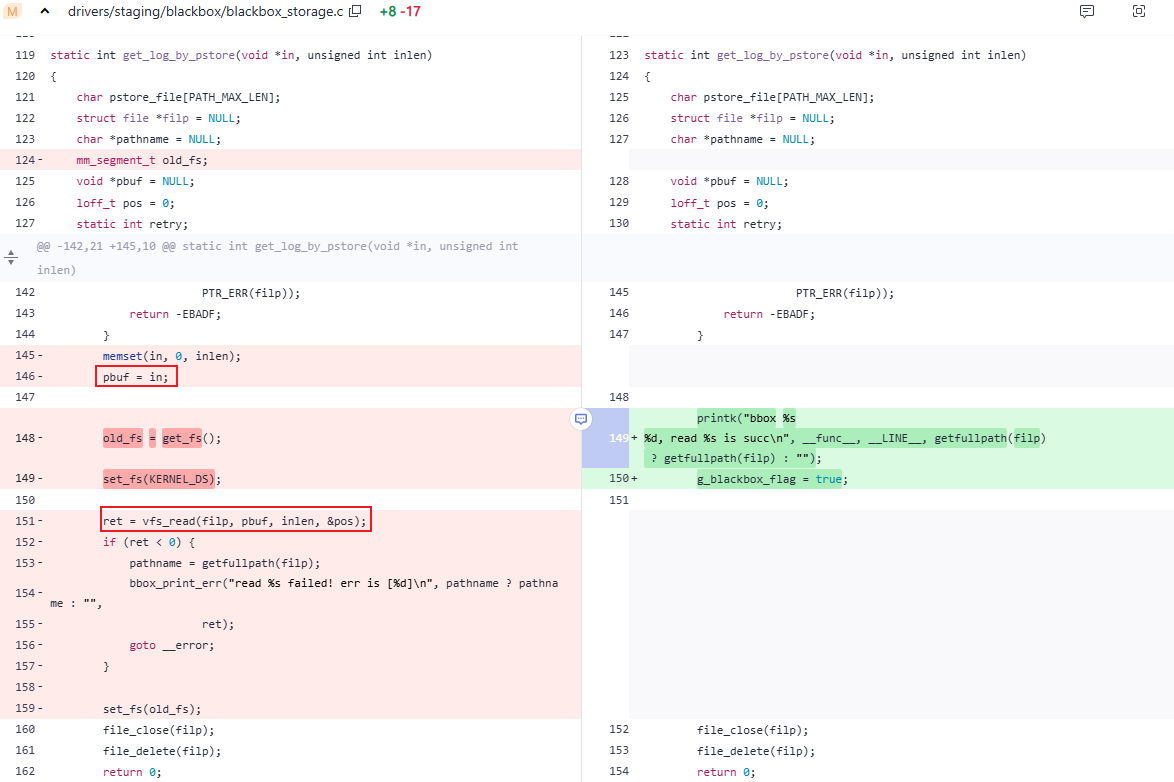 M drivers/staging/blackbox/blackbox_storage.c +8 -17
119 static int get_log_by_pstore(void *in, unsigned int inlen)
120 {
121 char pstore_file[PATH_MAX_LEN];
122 struct file *filp = NULL;
123 char *pathname = NULL;
124 - mm_segment_t old_fs;
125 void *pbuf = NULL;
126 loff_t pos = 0;
127 static int retry;
@@ -142,21 +145,10 @@ static int get_log_by_pstore(void *in, unsigned int
inlen)
142 PTR_ERR(filp));
143 return -EBADF;
144 }
145 - memset(in, 0, inlen);
146 - pbuf = in;
147
148 - old_fs = get_fs();
149 - set_fs(KERNEL_DS);
150
151 - ret = vfs_read(filp, pbuf, inlen, &pos);
152 - if (ret < 0) {
153 - pathname = getfullpath(filp);
154 - bbox_print_err("read %s failed! err is [%d]\n", pathname ? pathna
me : "",
155 - ret);
156 - goto __error;
157 - }
158 -
159 - set_fs(old_fs);
160 file_close(filp);
161 file_delete(filp);
162 return 0;
123 static int get_log_by_pstore(void *in, unsigned int inlen)
124 {
125 char pstore_file[PATH_MAX_LEN];
126 struct file *filp = NULL;
127 char *pathname = NULL;
128 void *pbuf = NULL;
129 loff_t pos = 0;
130 static int retry;
145 PTR_ERR(filp));
146 return -EBADF;
147 }
148
printk("bbox %s
149 + %d, read %s is succ\n", __func__, __LINE__, getfullpath(filp)
? getfullpath(filp) : "");
150 + g_blackbox_flag = true;
151
152 file_close(filp);
153 file_delete(filp);
154 return 0;